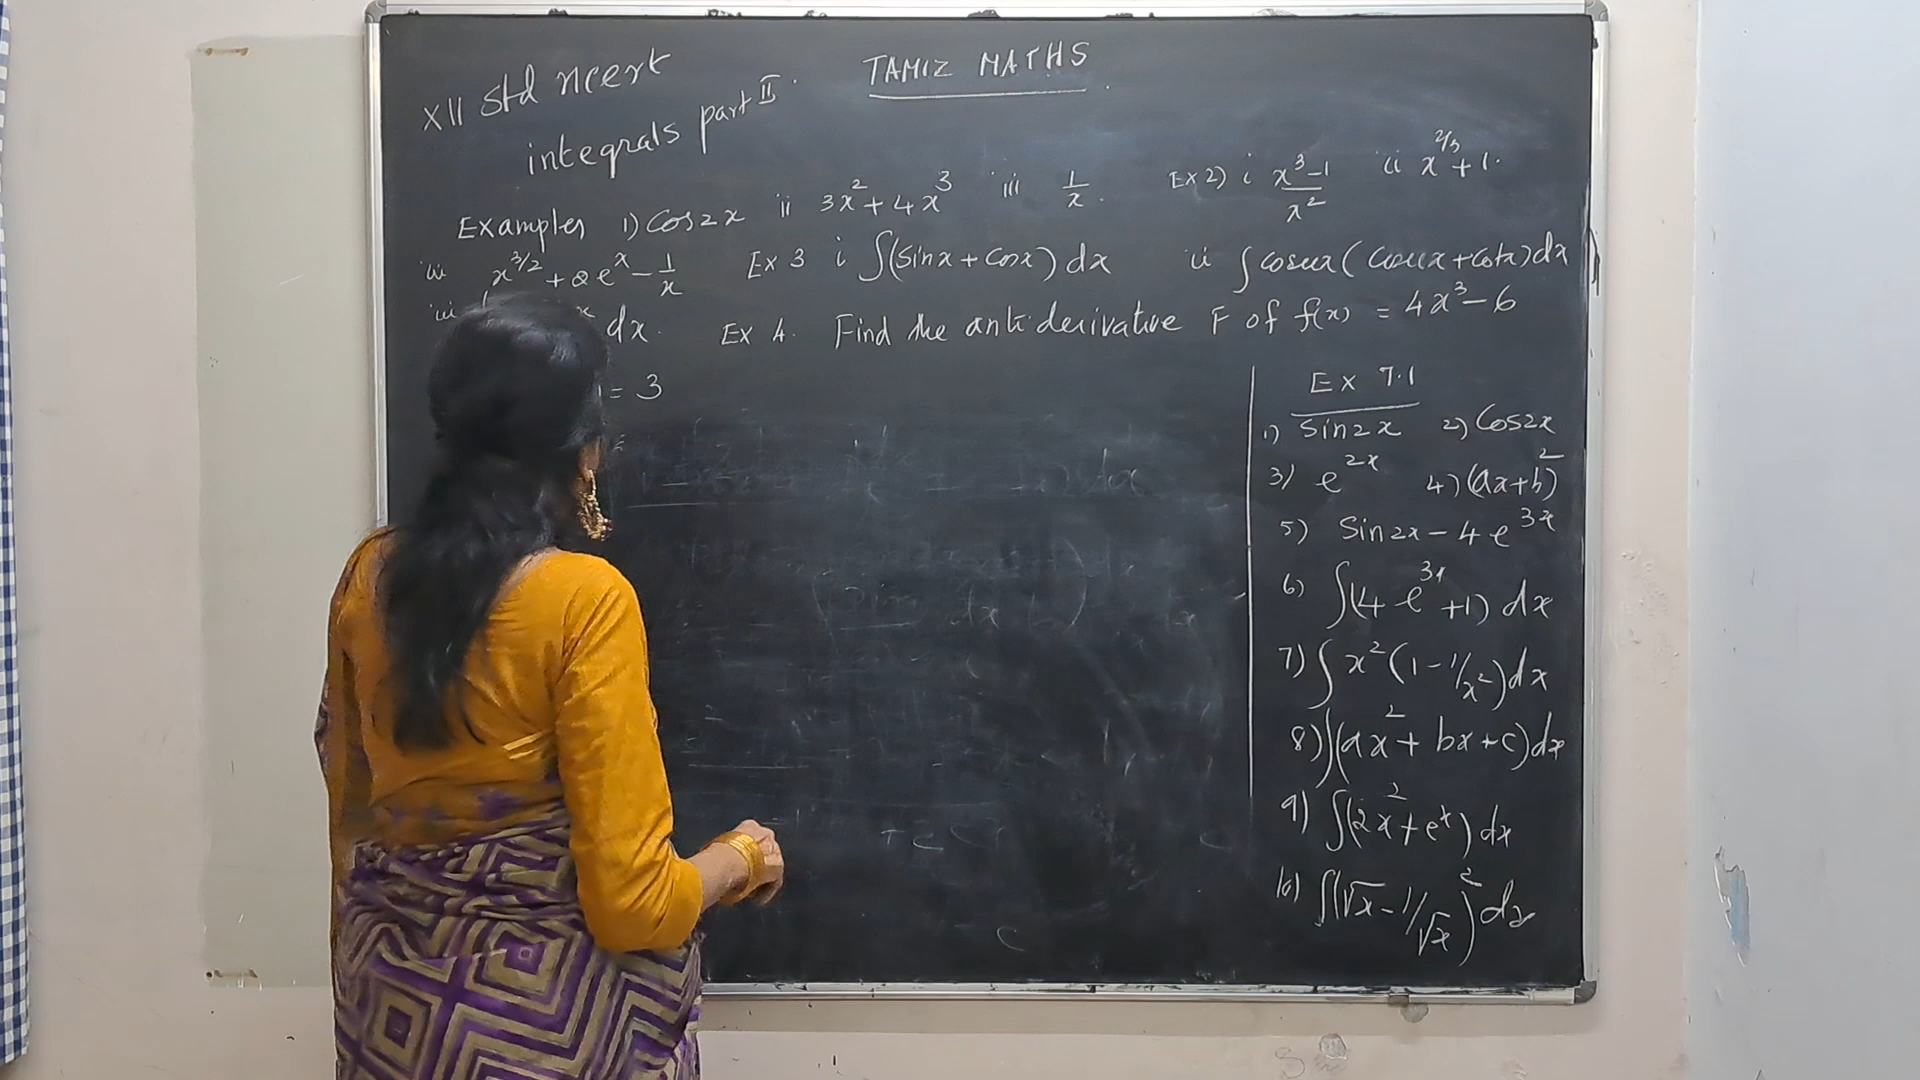 XII Std ncert TAMIZ MATHS
integrals part II
Examples 1) Cos2x ii 3x² + 4x³ iii 1/x. Ex 2) i (x³-1)/x² ii x^(2/3) + 1.
iii x^(3/2) + 2e^x - 1/x Ex 3 i ∫(Sinx + Cosx) dx ii ∫ cosecx (Cosecx + Cotx) dx
iii dx. Ex 4. Find the anti derivative F of f(x) = 4x³ - 6
= 3
Ex 7.1
1) Sin2x 2) Cos2x
3) e^(2x) 4) (ax+b)²
5) Sin2x - 4e^(3x)
6) ∫(4e^(3x) + 1) dx
7) ∫ x² (1 - 1/x²) dx
8) ∫(ax² + bx + c) dx
9) ∫(2x² + e^x) dx
10) ∫(√x - 1/√x)² dx